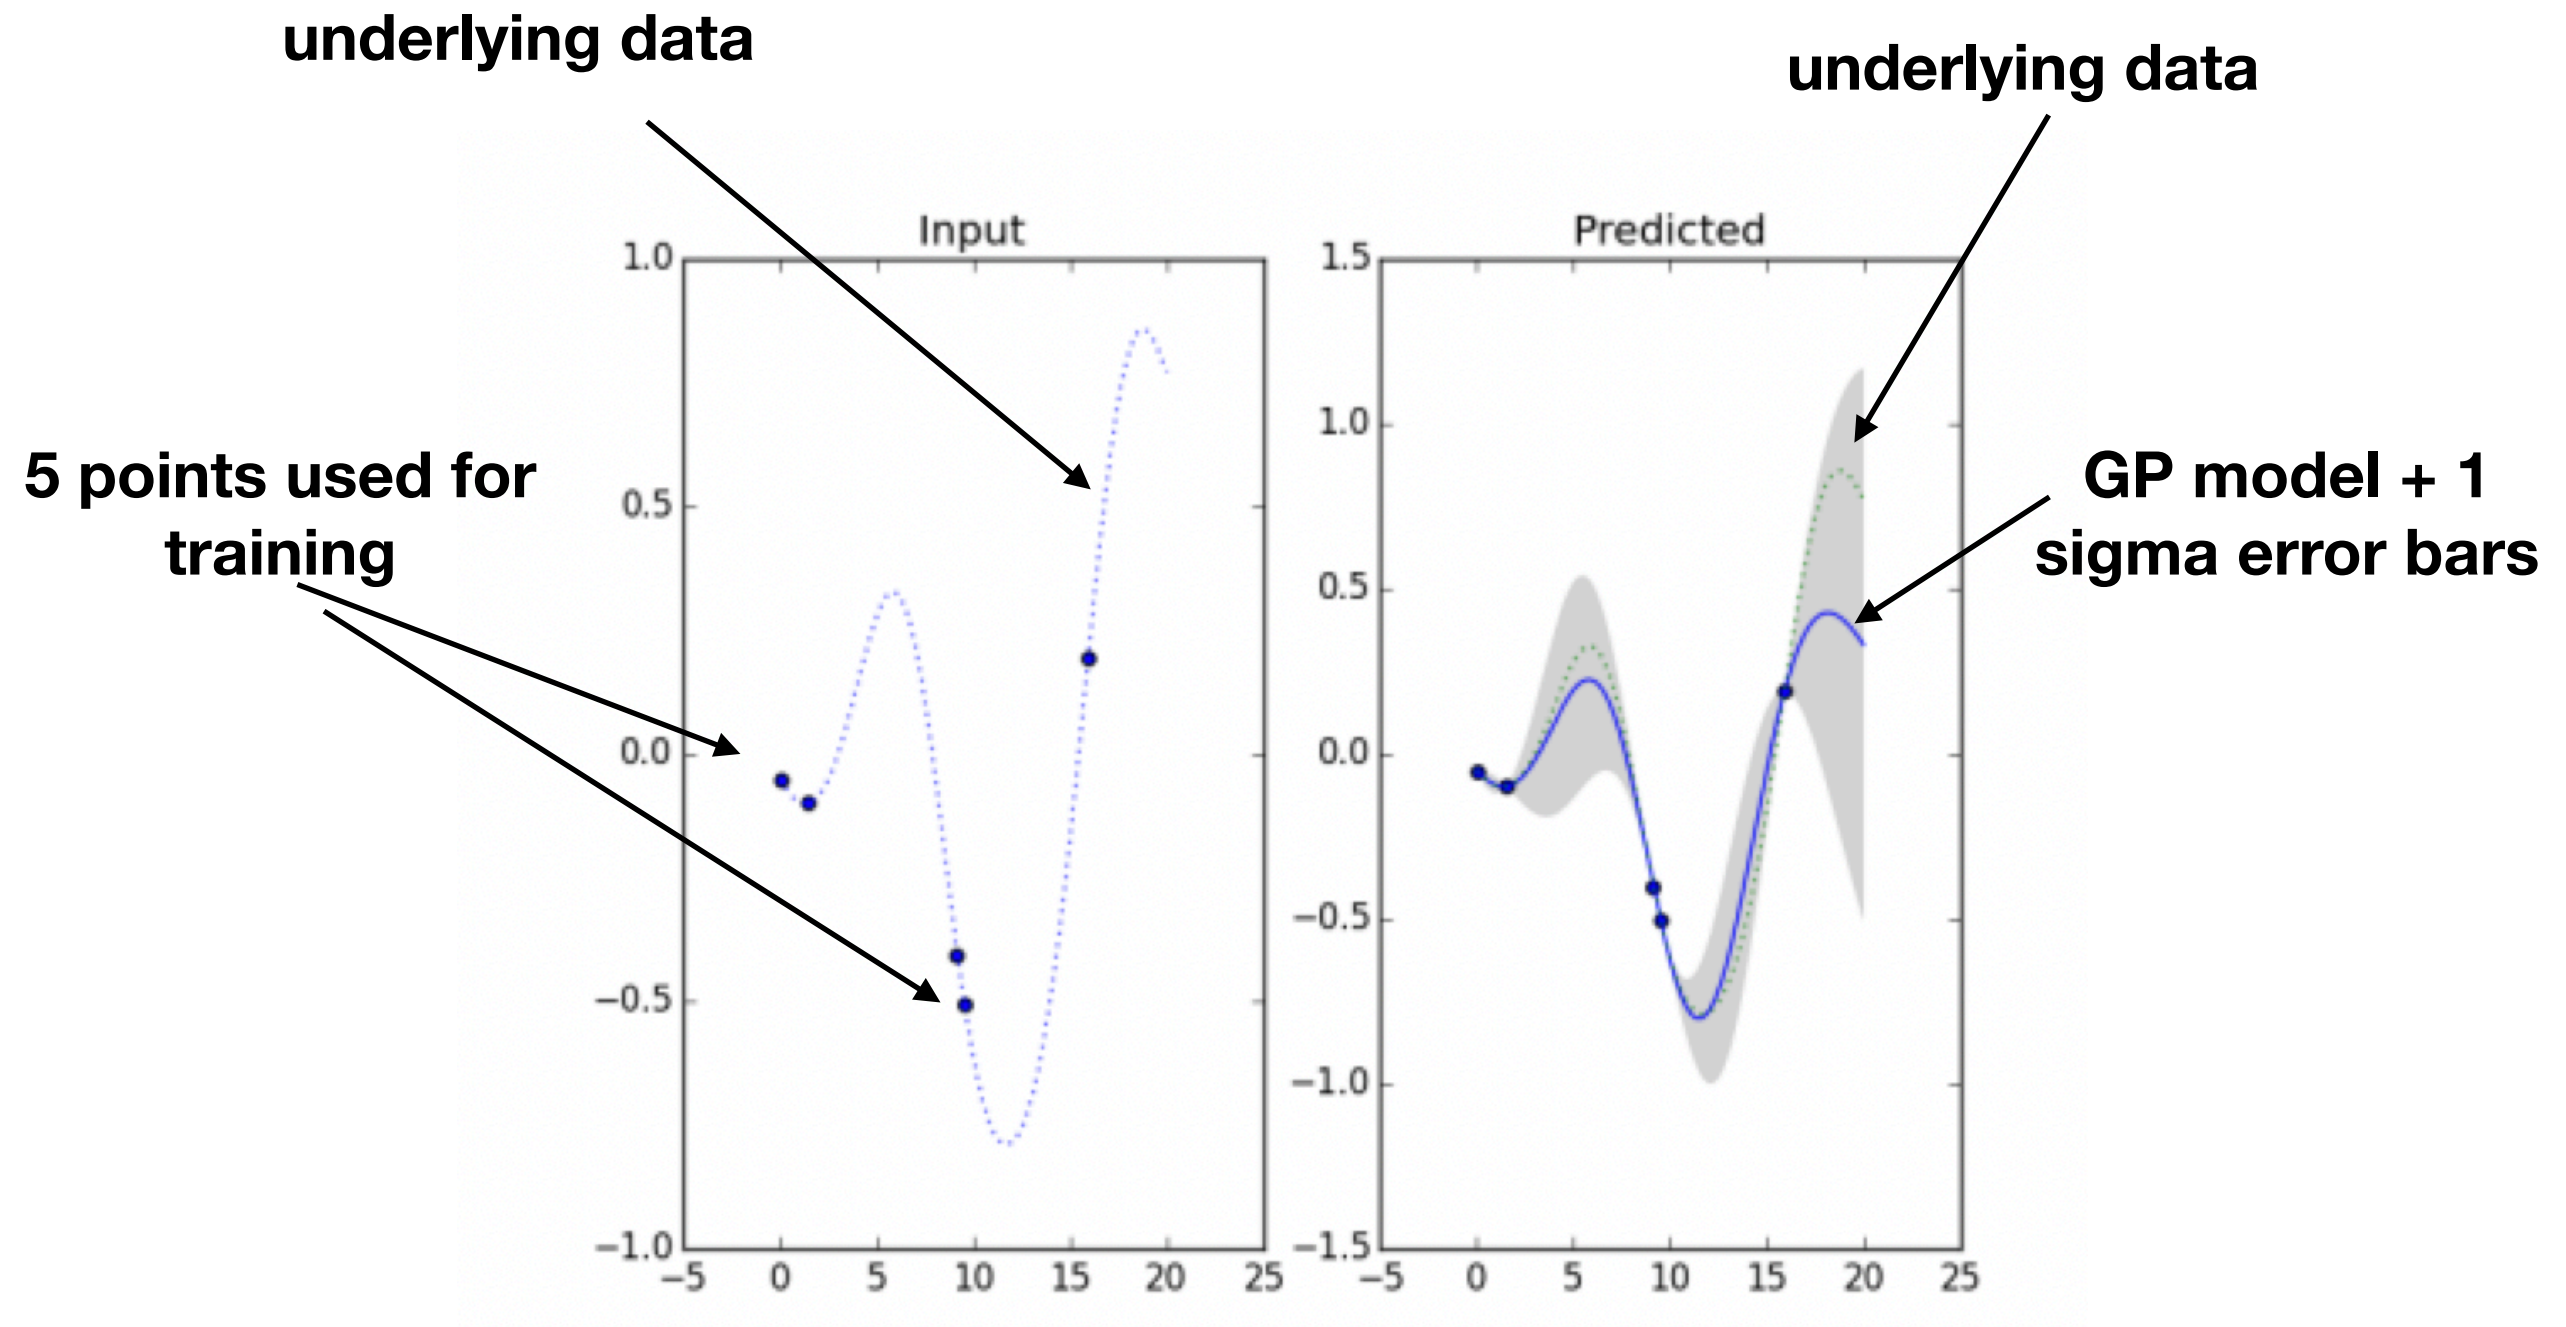 underlying data
underlying data
5 points used for
training
GP model + 1
sigma error bars
Input
1.0
0.5
0.0
−0.5
−1.0
−5 0 5 10 15 20 25
Predicted
1.5
1.0
0.5
0.0
−0.5
−1.0
−1.5
−5 0 5 10 15 20 25